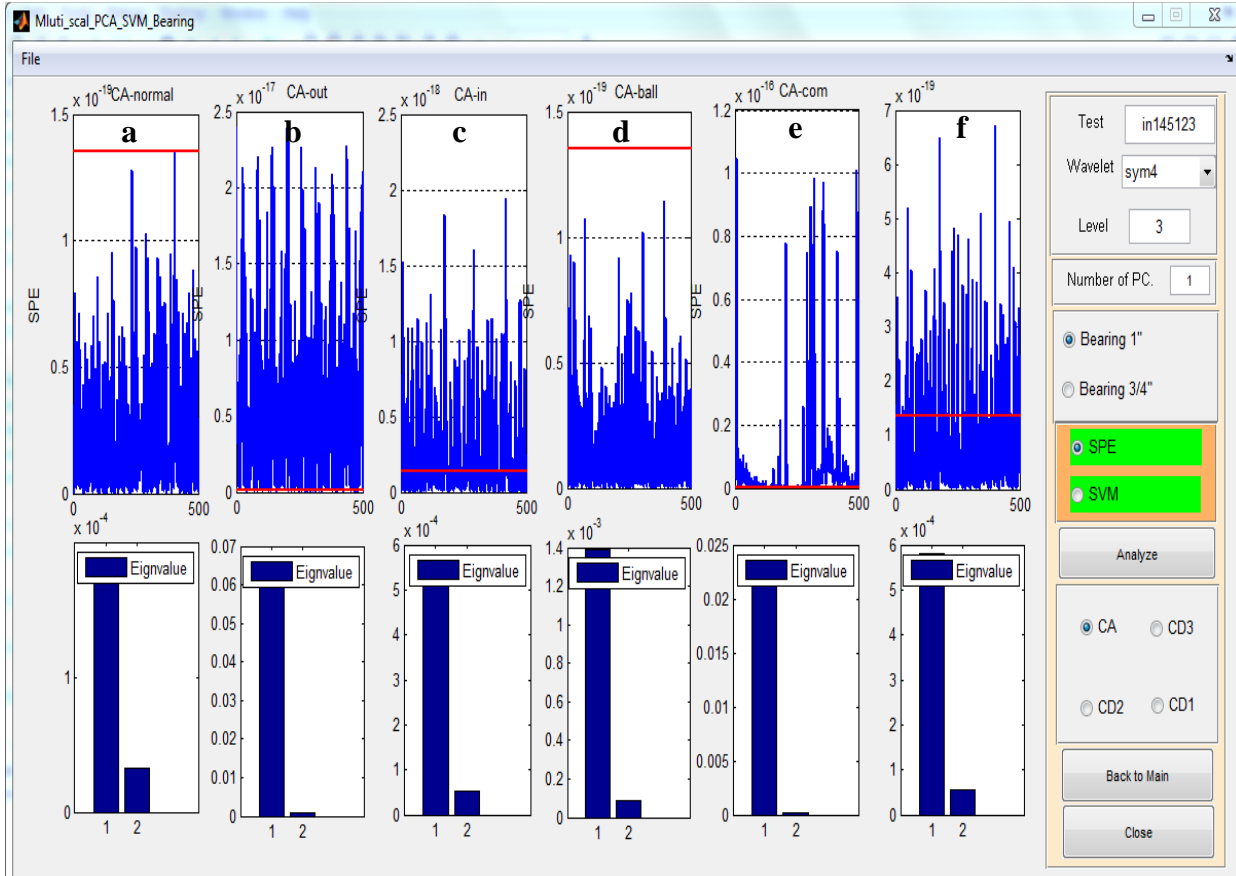 Mluti_scal_PCA_SVM_Bearing
File
x 10^-19 CA-normal
x 10^-17 CA-out
x 10^-18 CA-in
x 10^-19 CA-ball
x 10^-16 CA-com
x 10^-19
a
b
c
d
e
f
1.5
1
0.5
0
SPE
0 500
2.5
2
1.5
1
0.5
0
SPE
0 500
2.5
2
1.5
1
0.5
0
SPE
0 500
1.5
1
0.5
0
0 500
1.2
1
0.8
0.6
0.4
0.2
0
SPE
0 500
7
6
5
4
3
2
1
0
0 500
x 10^-4
1
0
Eignvalue
1 2
0.07
0.06
0.05
0.04
0.03
0.02
0.01
0
Eignvalue
1 2
x 10^-4
6
5
4
3
2
1
0
Eignvalue
1 2
x 10^-3
1.4
1.2
1
0.8
0.6
0.4
0.2
0
Eignvalue
1 2
0.025
0.02
0.015
0.01
0.005
0
Eignvalue
1 2
x 10^-4
6
5
4
3
2
1
0
Eignvalue
1 2
Test in145123
Wavelet sym4
Level 3
Number of PC. 1
Bearing 1"
Bearing 3/4"
SPE
SVM
Analyze
CA CD3
CD2 CD1
Back to Main
Close